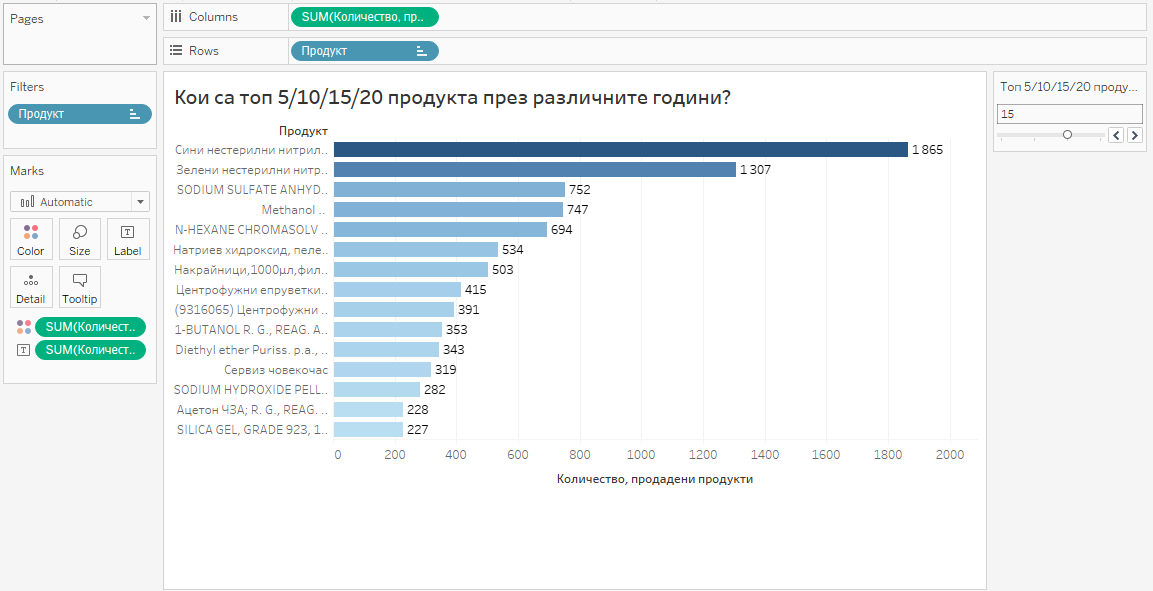 Pages
Columns
SUM(Количество, пр..
Rows
Продукт
Filters
Продукт
Marks
Automatic
Color
Size
Label
Detail
Tooltip
SUM(Количест..
SUM(Количест..
Кои са топ 5/10/15/20 продукта през различните години?
Продукт
Сини нестерилни нитрил.. 1 865
Зелени нестерилни нитр.. 1 307
SODIUM SULFATE ANHYD.. 752
Methanol ... 747
N-HEXANE CHROMASOLV .. 694
Натриев хидроксид, пеле.. 534
Накрайници,1000µл,фил.. 503
Центрофужни епруветки.. 415
(9316065) Центрофужни .. 391
1-BUTANOL R. G., REAG. A.. 353
Diethyl ether Puriss. p.a., .. 343
Сервиз човекочас 319
SODIUM HYDROXIDE PELL.. 282
Ацетон ЧЗА; R. G., REAG. .. 228
SILICA GEL, GRADE 923, 1.. 227
0 200 400 600 800 1000 1200 1400 1600 1800 2000
Количество, продадени продукти
Топ 5/10/15/20 проду...
15